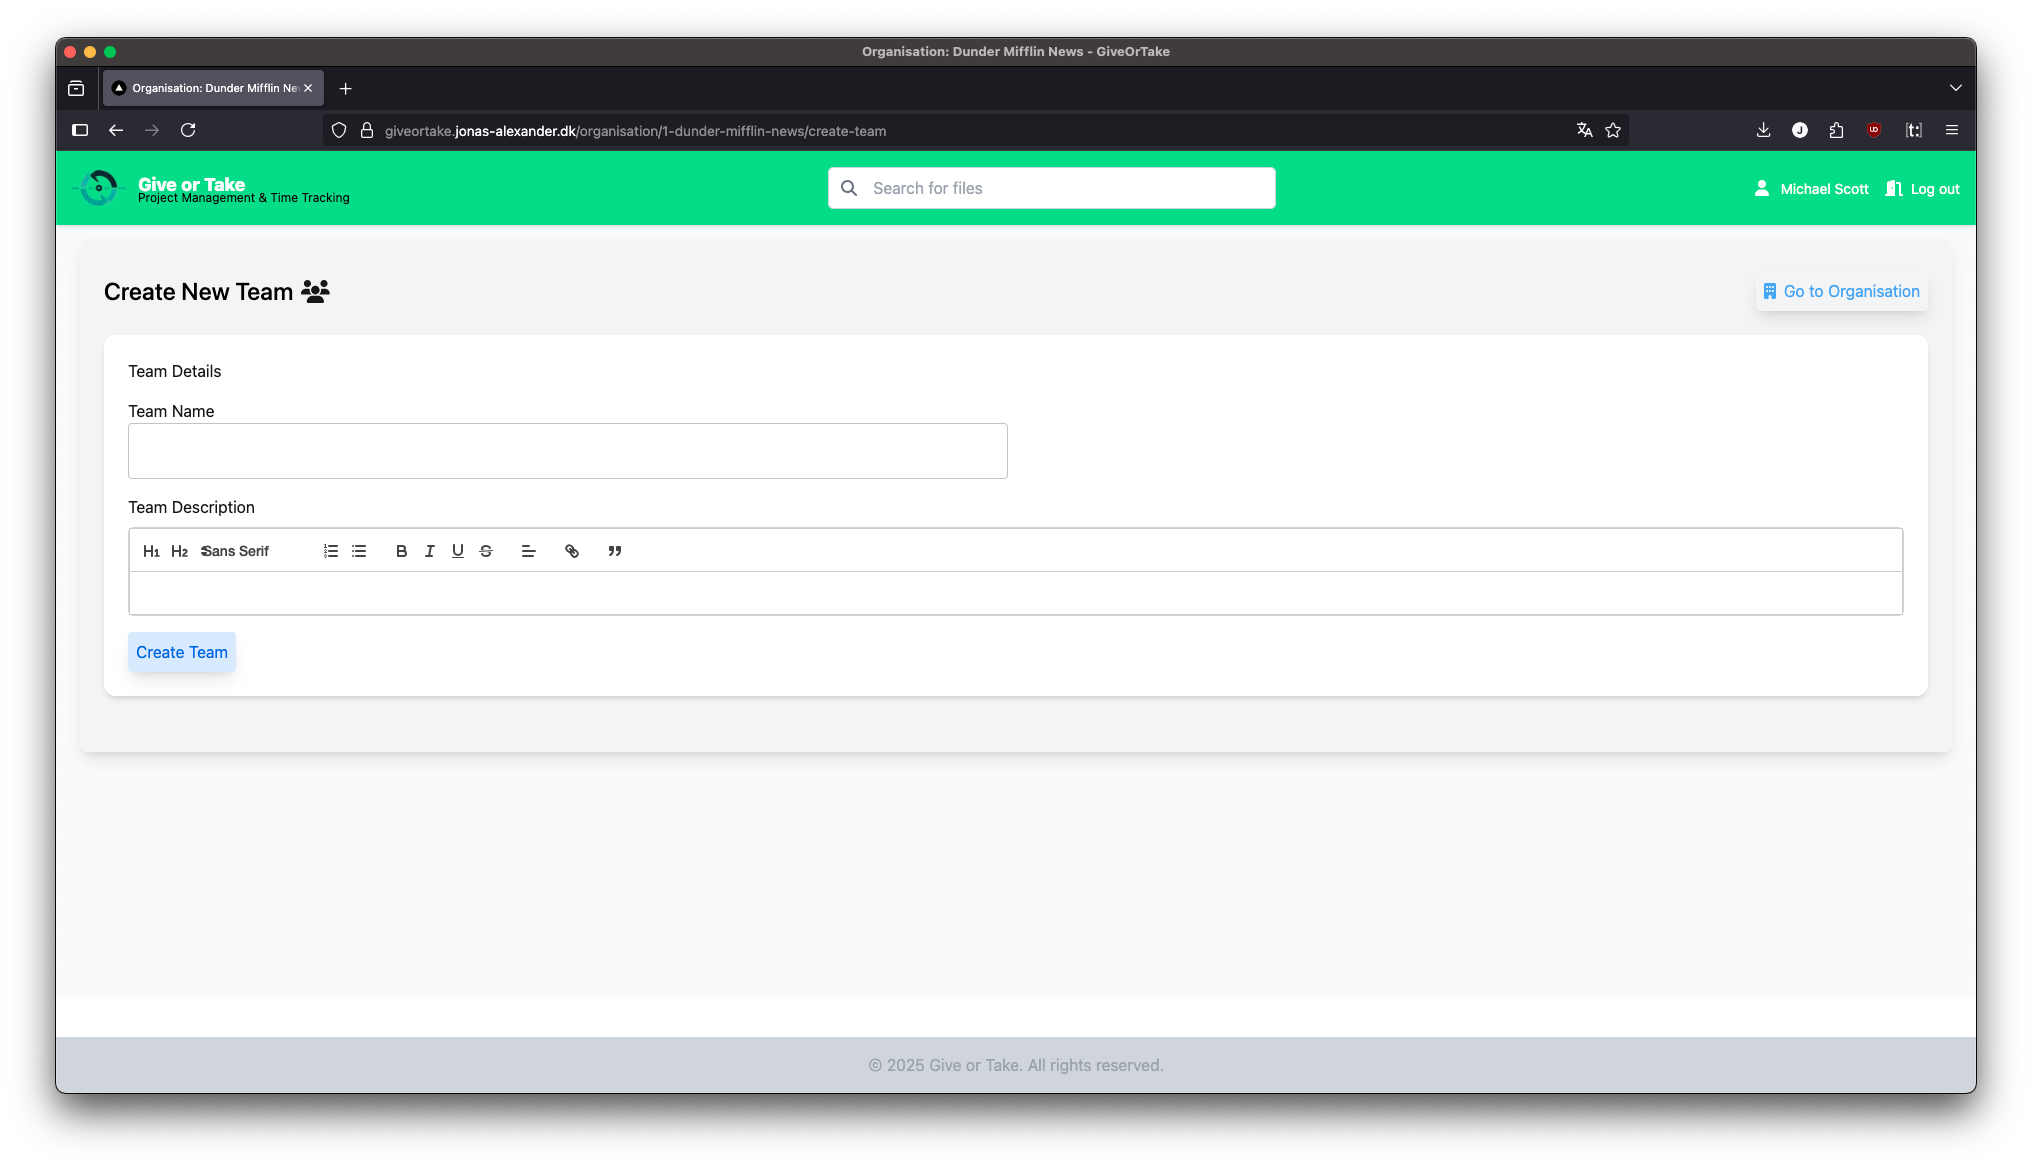 Organisation: Dunder Mifflin News - GiveOrTake
Organisation: Dunder Mifflin Ne
giveortake.jonas-alexander.dk/organisation/1-dunder-mifflin-news/create-team
J
UD
[t:]
Give or Take
Project Management & Time Tracking
Search for files
Michael Scott
Log out
Create New Team
Go to Organisation
Team Details
Team Name
Team Description
H1 H2 Sans Serif B I U S
Create Team
© 2025 Give or Take. All rights reserved.